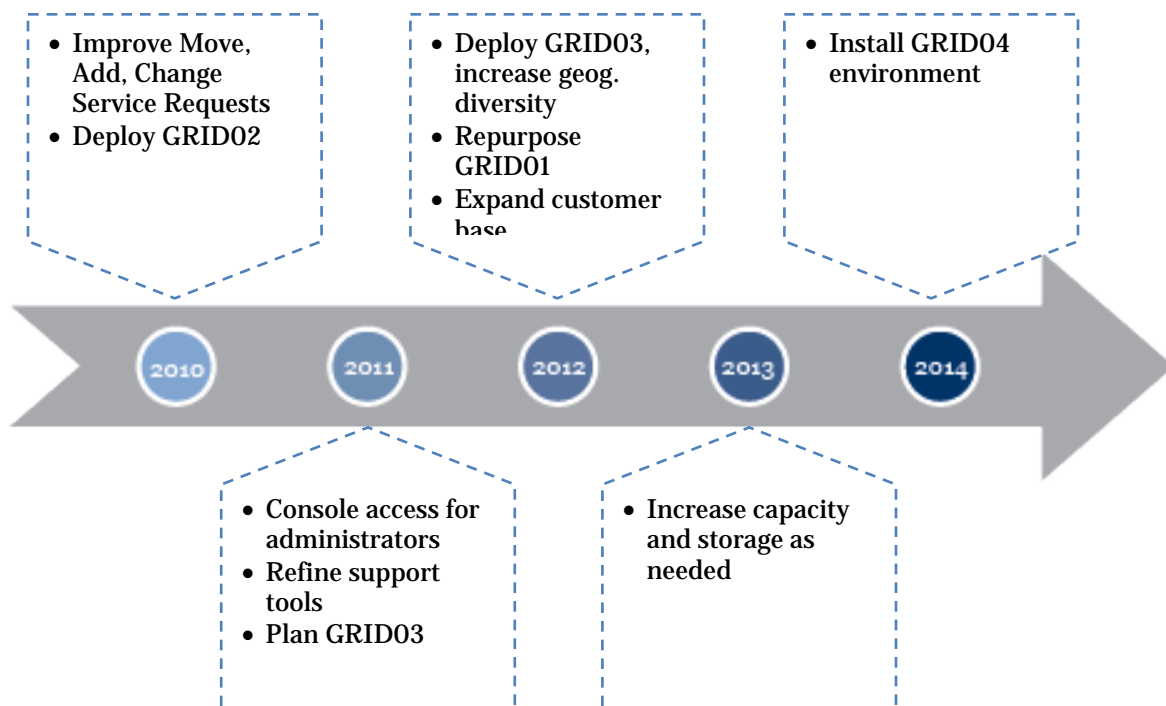 • Improve Move,
Add, Change
Service Requests
• Deploy GRID02
• Deploy GRID03,
increase geog.
diversity
• Repurpose
GRID01
• Expand customer
base
• Install GRID04
environment
2010
2011
2012
2013
2014
• Console access for
administrators
• Refine support
tools
• Plan GRID03
• Increase capacity
and storage as
needed